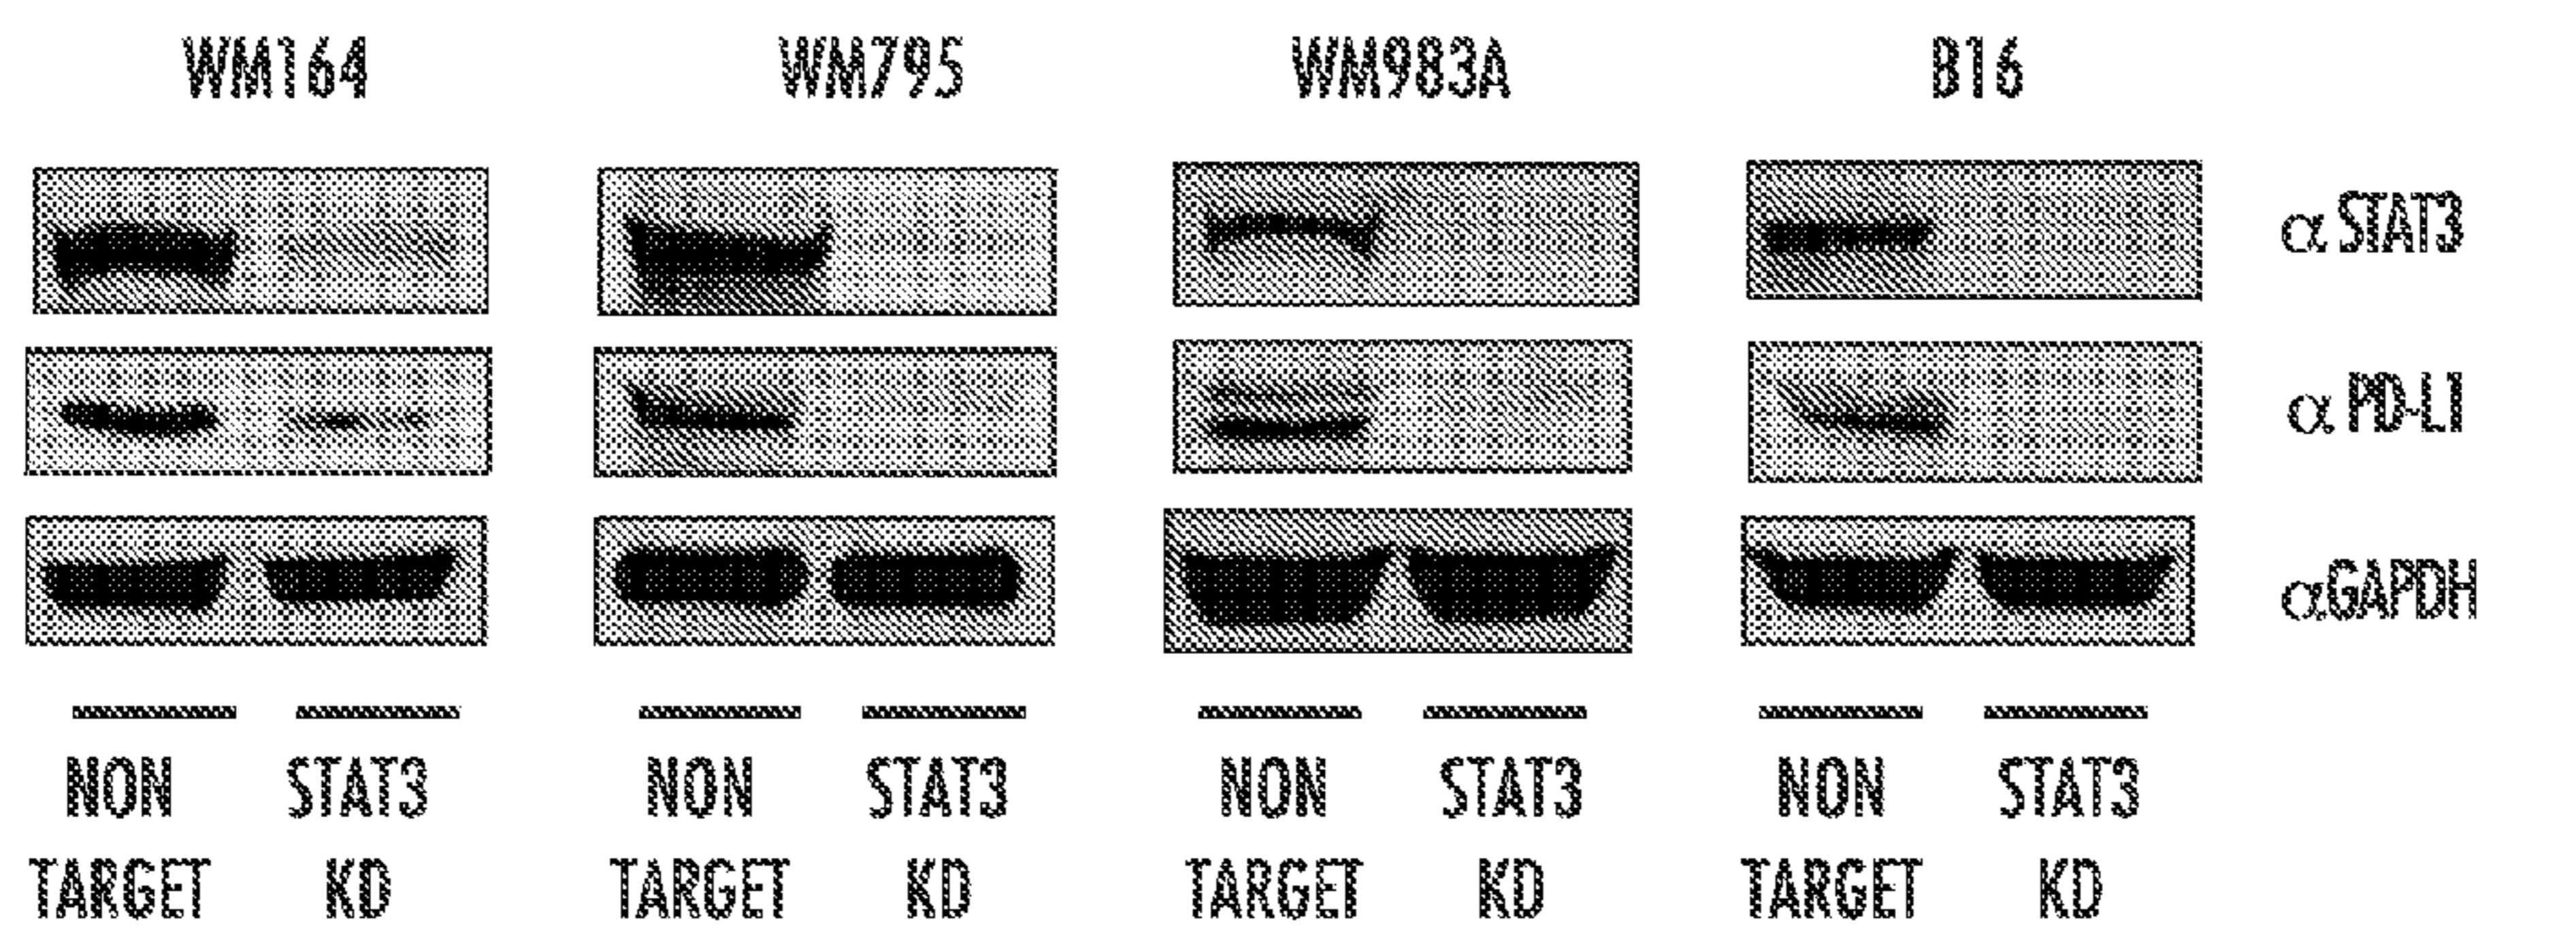 WM164 WM795 WM983A B16
α STAT3
α PD-L1
αGAPDH
NON STAT3 NON STAT3 NON STAT3 NON STAT3
TARGET KD TARGET KD TARGET KD TARGET KD